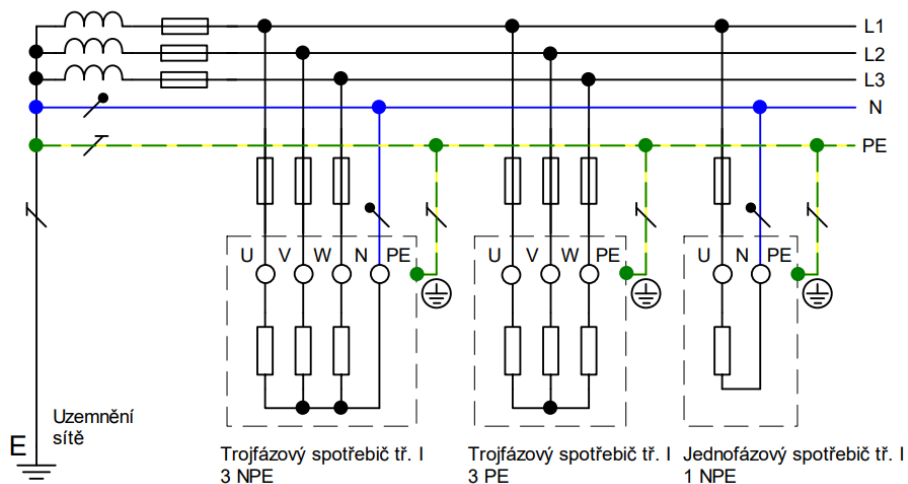 L1
L2
L3
N
PE
U V W N PE
U V W PE
U N PE
E
Uzemnění
sítě
Trojfázový spotřebič tř. I
3 NPE
Trojfázový spotřebič tř. I
3 PE
Jednofázový spotřebič tř. I
1 NPE